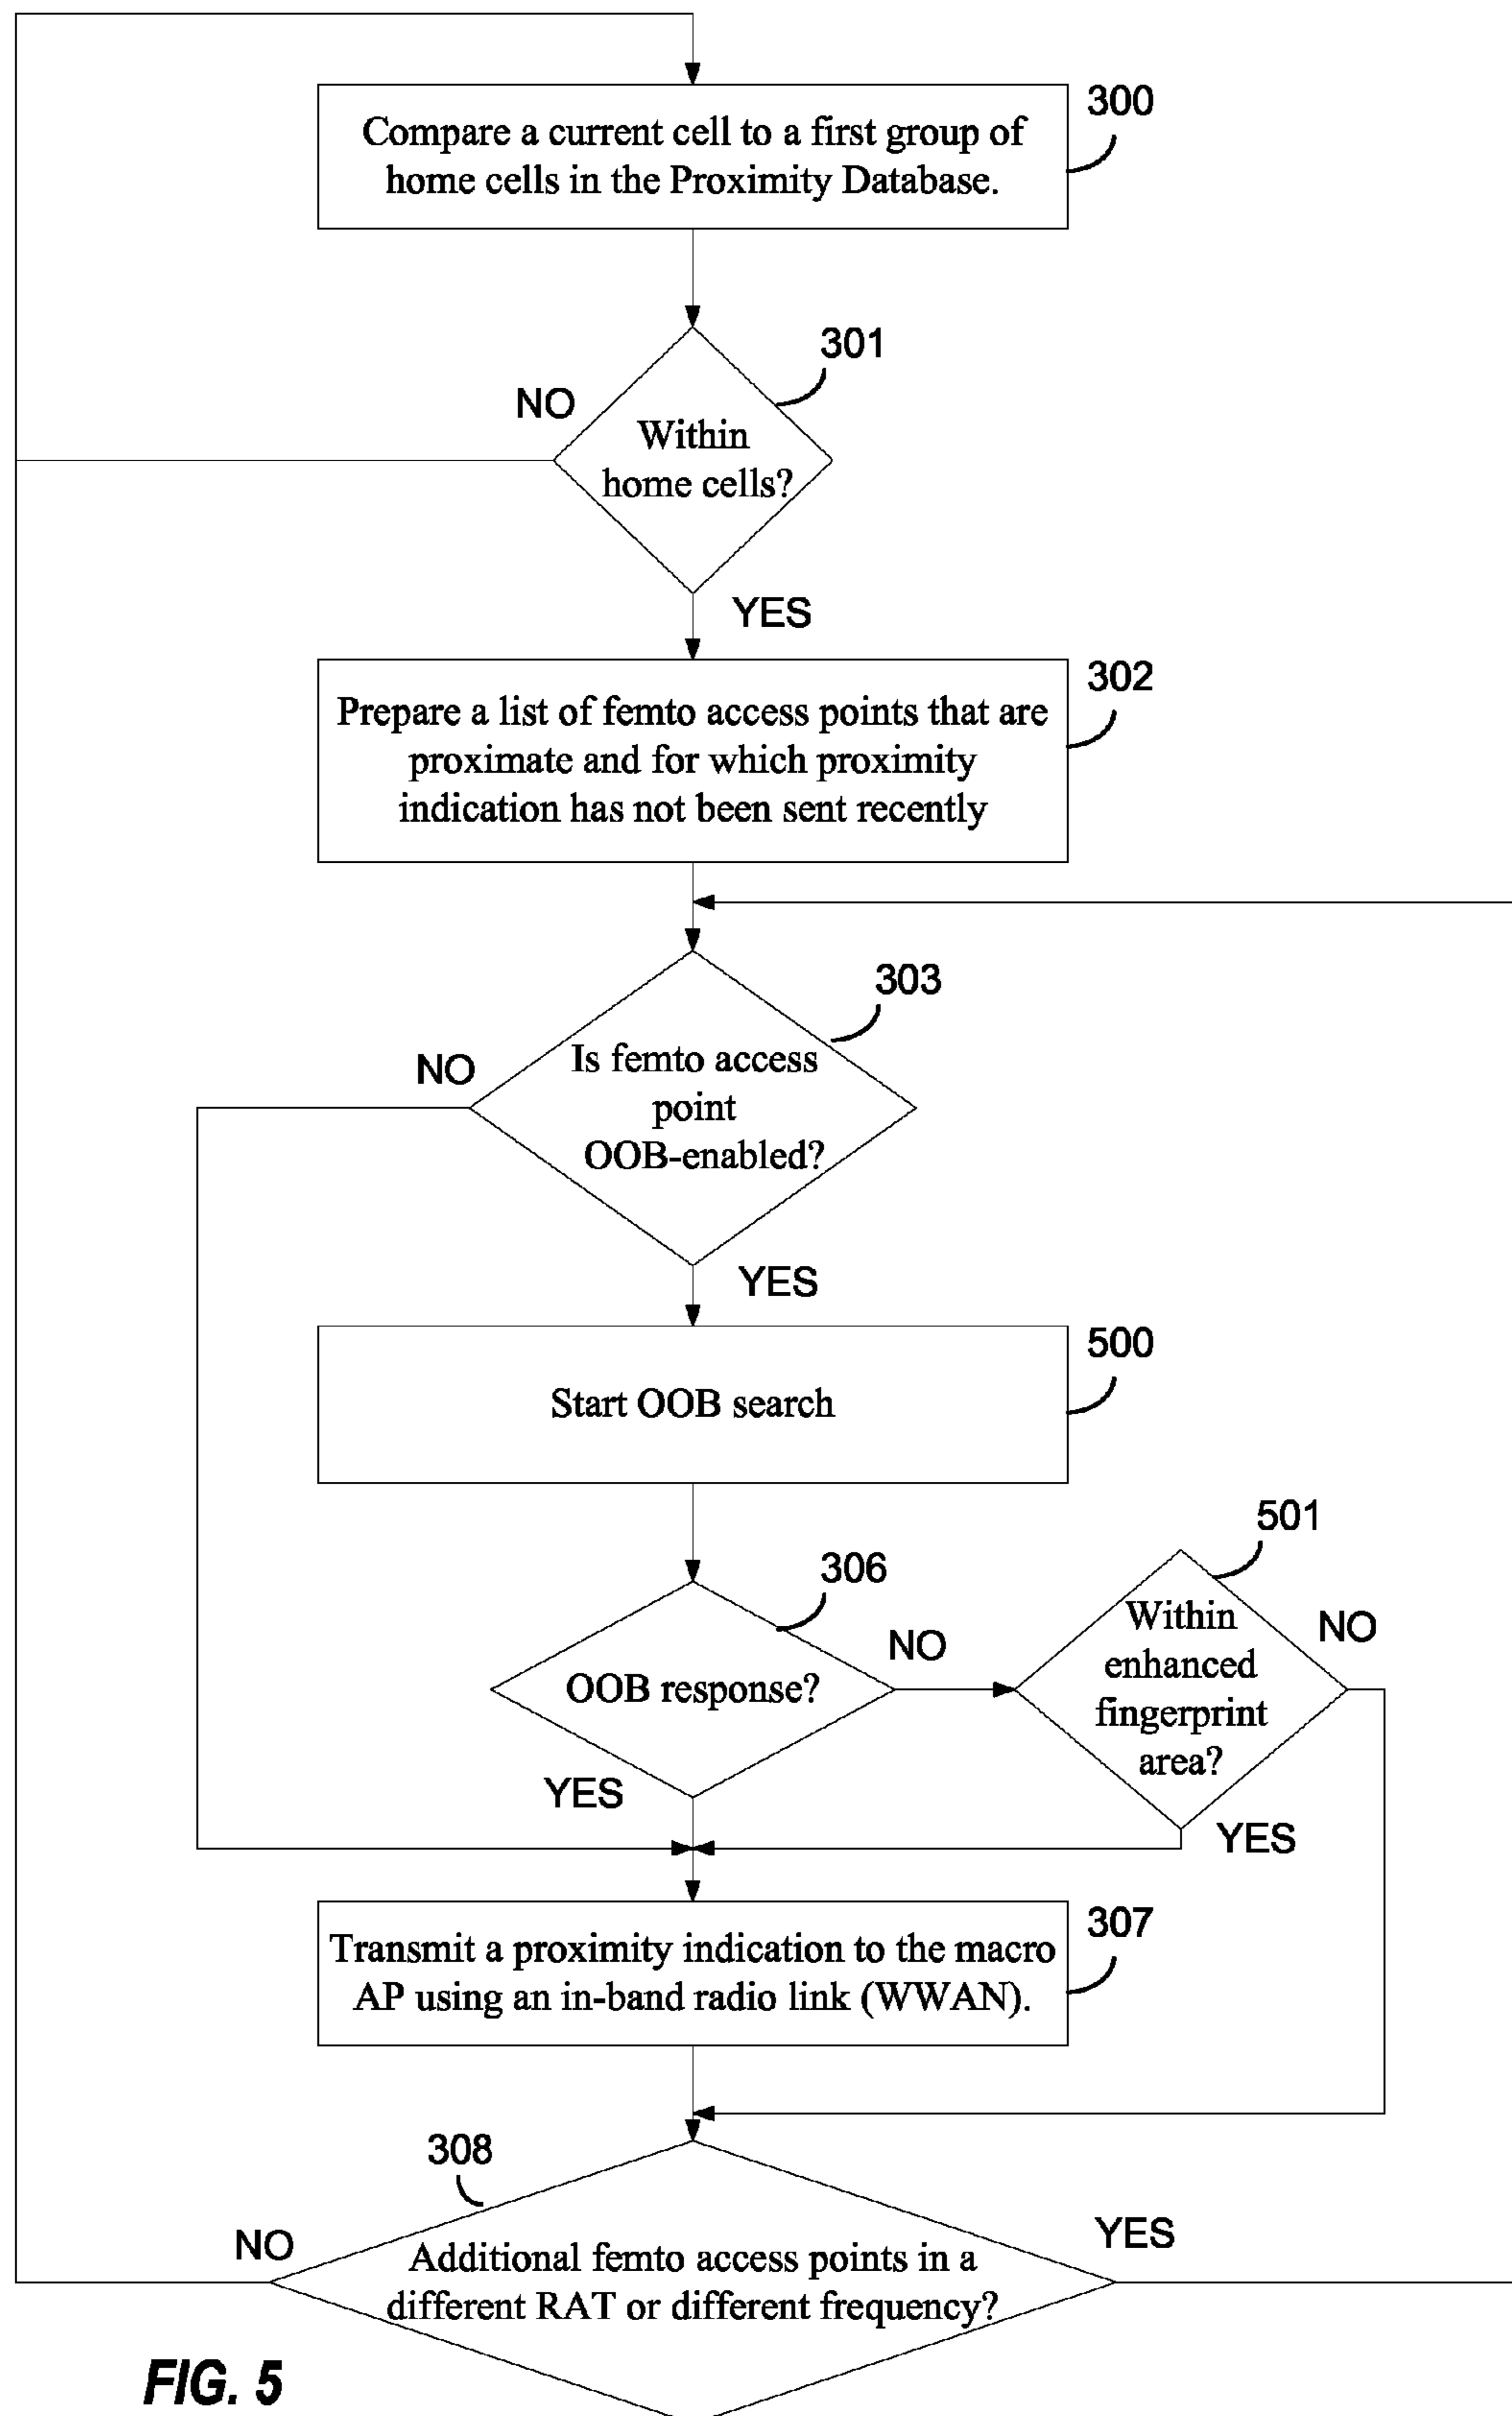 300
Compare a current cell to a first group of
home cells in the Proximity Database.
301
NO
Within
home cells?
YES
302
Prepare a list of femto access points that are
proximate and for which proximity
indication has not been sent recently
303
NO
Is femto access
point
OOB-enabled?
YES
500
Start OOB search
306
OOB response?
NO
YES
501
Within
enhanced
fingerprint
area?
NO
YES
307
Transmit a proximity indication to the macro
AP using an in-band radio link (WWAN).
308
NO
Additional femto access points in a
different RAT or different frequency?
YES
FIG. 5